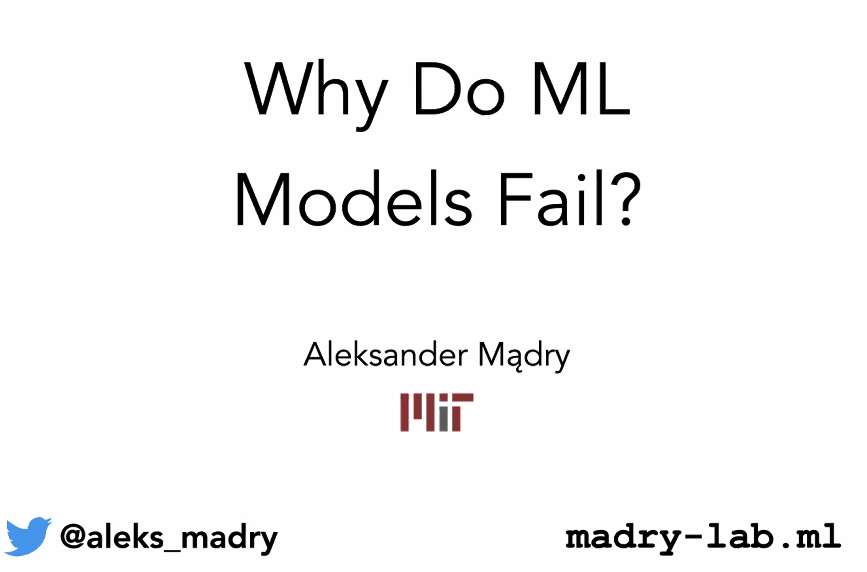 Why Do ML
Models Fail?
Aleksander Mądry
MIT
@aleks_madry
madry-lab.ml